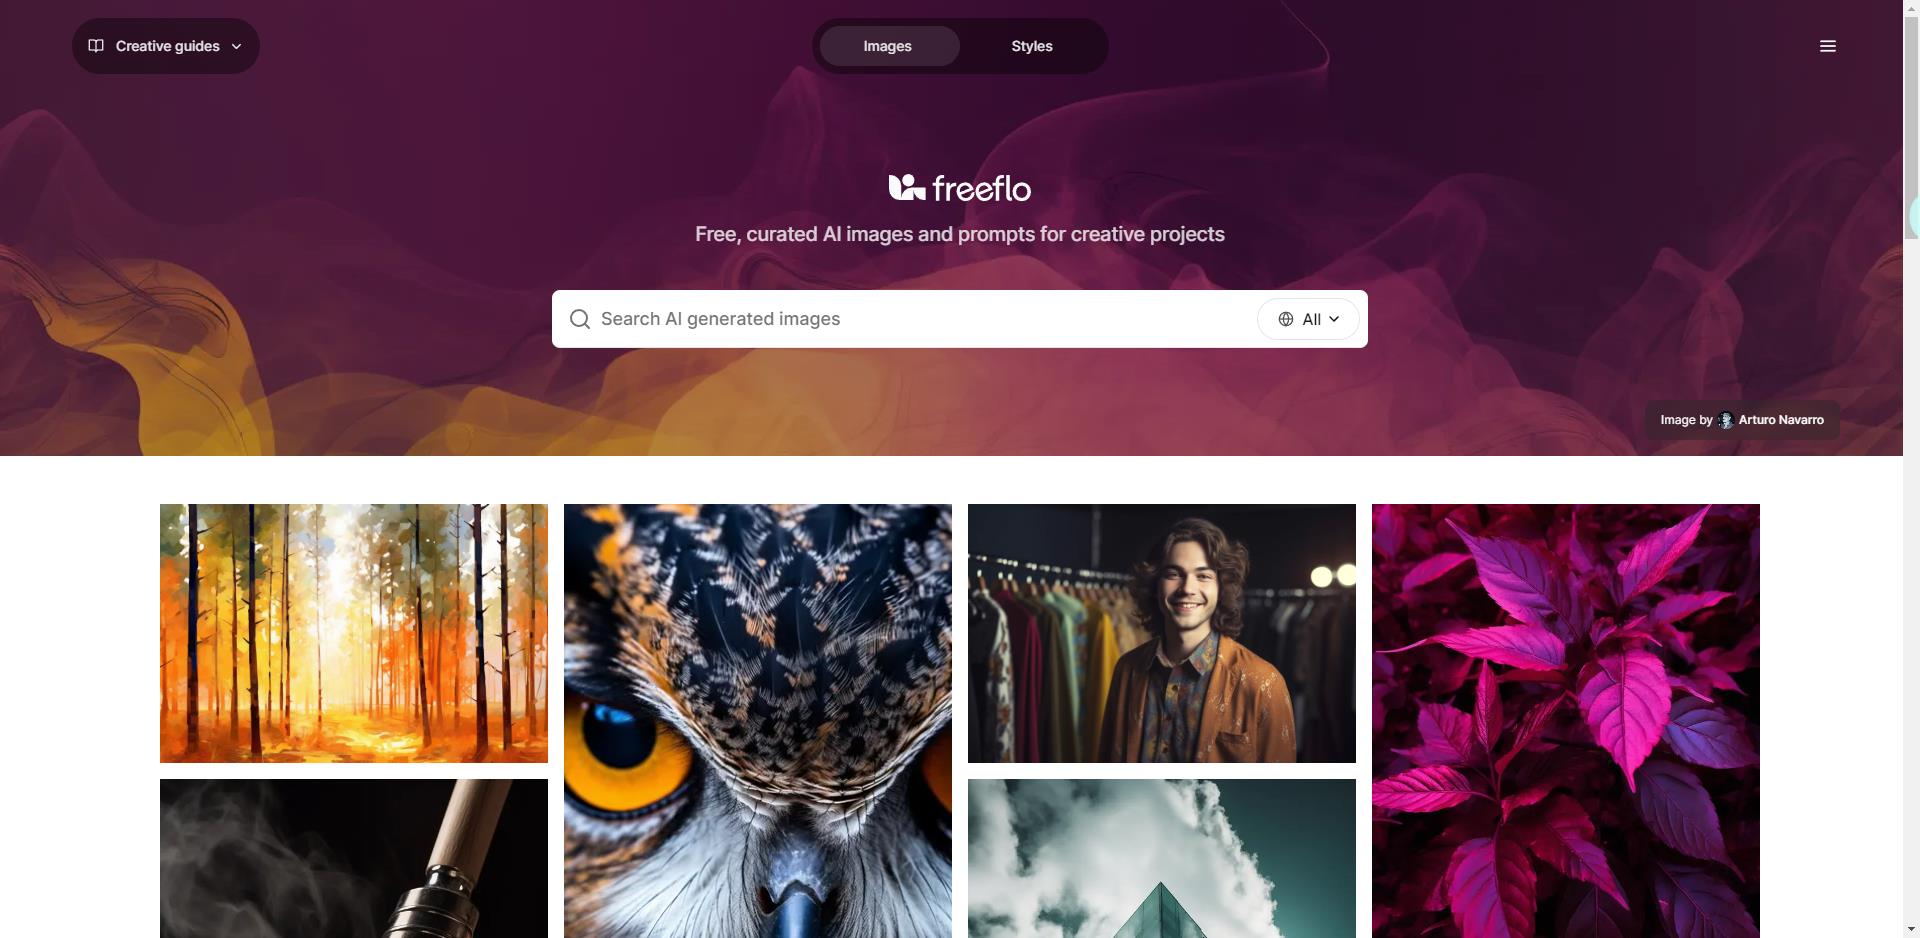 Creative guides
Images
Styles
freeflo
Free, curated AI images and prompts for creative projects
Search AI generated images
All
Image by Arturo Navarro